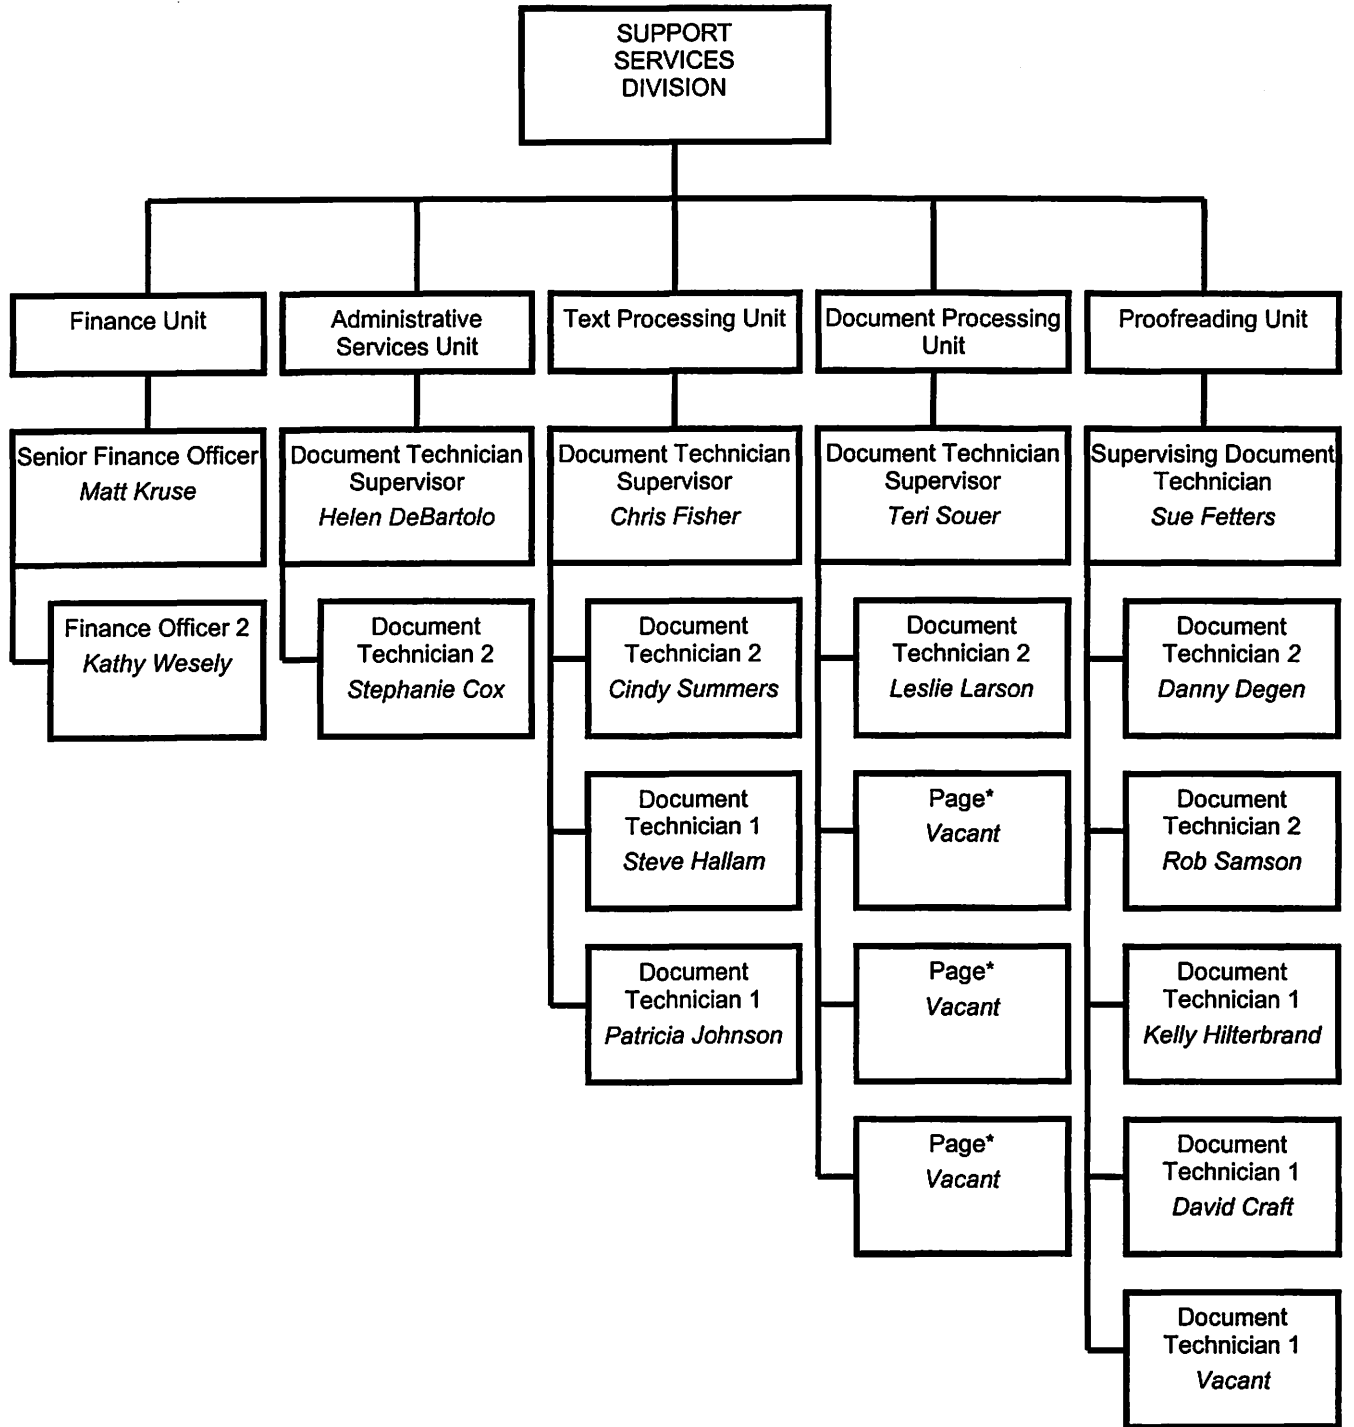 SUPPORT
SERVICES
DIVISION
Finance Unit
Administrative
Services Unit
Text Processing Unit
Document Processing
Unit
Proofreading Unit
Senior Finance Officer
Matt Kruse
Document Technician
Supervisor
Helen DeBartolo
Document Technician
Supervisor
Chris Fisher
Document Technician
Supervisor
Teri Souer
Supervising Document
Technician
Sue Fetters
Finance Officer 2
Kathy Wesely
Document
Technician 2
Stephanie Cox
Document
Technician 2
Cindy Summers
Document
Technician 2
Leslie Larson
Document
Technician 2
Danny Degen
Document
Technician 1
Steve Hallam
Page*
Vacant
Document
Technician 2
Rob Samson
Document
Technician 1
Patricia Johnson
Page*
Vacant
Document
Technician 1
Kelly Hilterbrand
Page*
Vacant
Document
Technician 1
David Craft
Document
Technician 1
Vacant